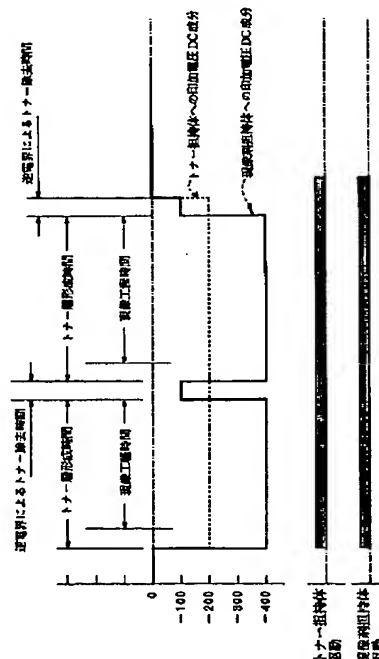 逆電界によるトナー除去時間
トナー層形成時間
現像工程時間
逆電界によるトナー除去時間
トナー層形成時間
現像工程時間
トナー担持体への印加電圧DC成分
現像剤担持体への印加電圧DC成分
0
-100
-200
-300
-400
トナー担持体
駆動
現像剤担持体
駆動